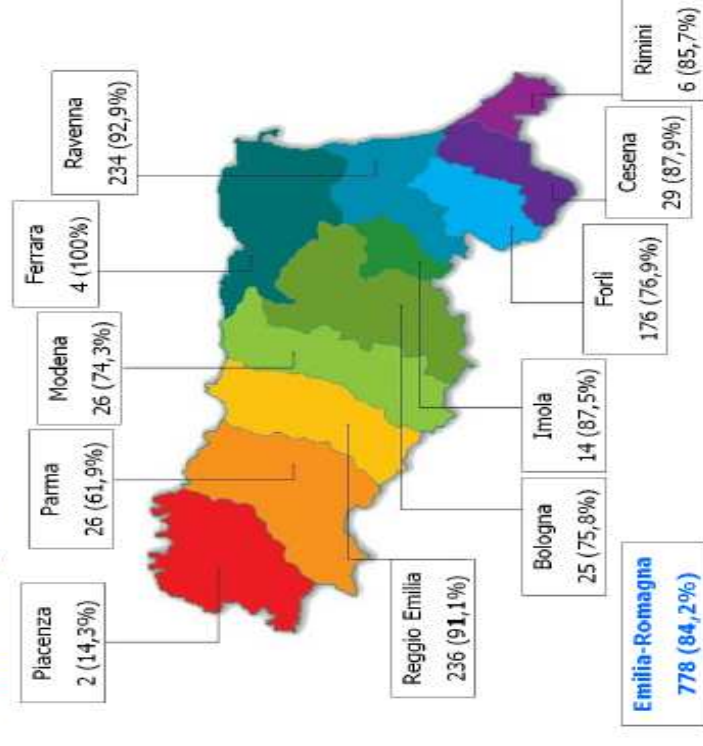 Piacenza
2 (14,3%)
Parma
26 (61,9%)
Modena
26 (74,3%)
Ferrara
4 (100%)
Ravenna
234 (92,9%)
Reggio Emilia
236 (91,1%)
Bologna
25 (75,8%)
Imola
14 (87,5%)
Forlì
176 (76,9%)
Cesena
29 (87,9%)
Rimini
6 (85,7%)
Emilia-Romagna
778 (84,2%)